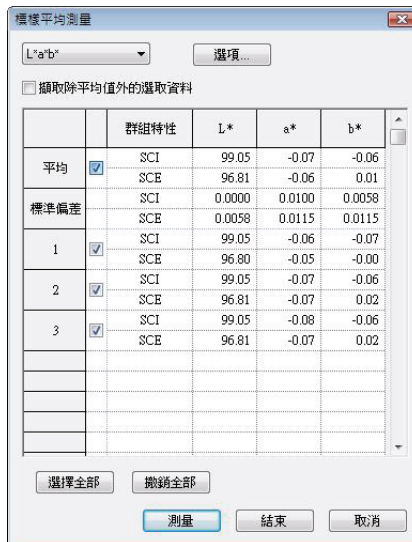 標樣平均測量
L*a*b*
選項...
擷取除平均值外的選取資料
群組特性 L* a* b*
平均 SCI 99.05 -0.07 -0.06
SCE 96.81 -0.06 0.01
標準偏差 SCI 0.0000 0.0100 0.0058
SCE 0.0058 0.0115 0.0115
1 SCI 99.05 -0.06 -0.07
SCE 96.80 -0.05 -0.00
2 SCI 99.05 -0.07 -0.06
SCE 96.81 -0.07 0.02
3 SCI 99.05 -0.08 -0.06
SCE 96.81 -0.07 0.02
選擇全部 撤銷全部
測量 結束 取消